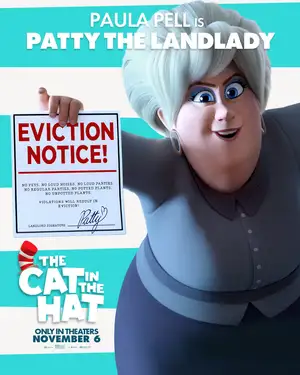 PAULA PELL IS
PATTY THE LANDLADY
EVICTION
NOTICE!
NO PETS. NO LOUD NOISES. NO LOUD PARTIES.
NO REGULAR PARTIES. NO POTTED PLANTS.
NO UNPOTTED PLANTS.
VIOLATIONS WILL RESULT IN
EVICTION!
LANDLORD SIGNATURE
Patty
THE
CAT IN
THE
HAT
ONLY IN THEATERS
NOVEMBER 6